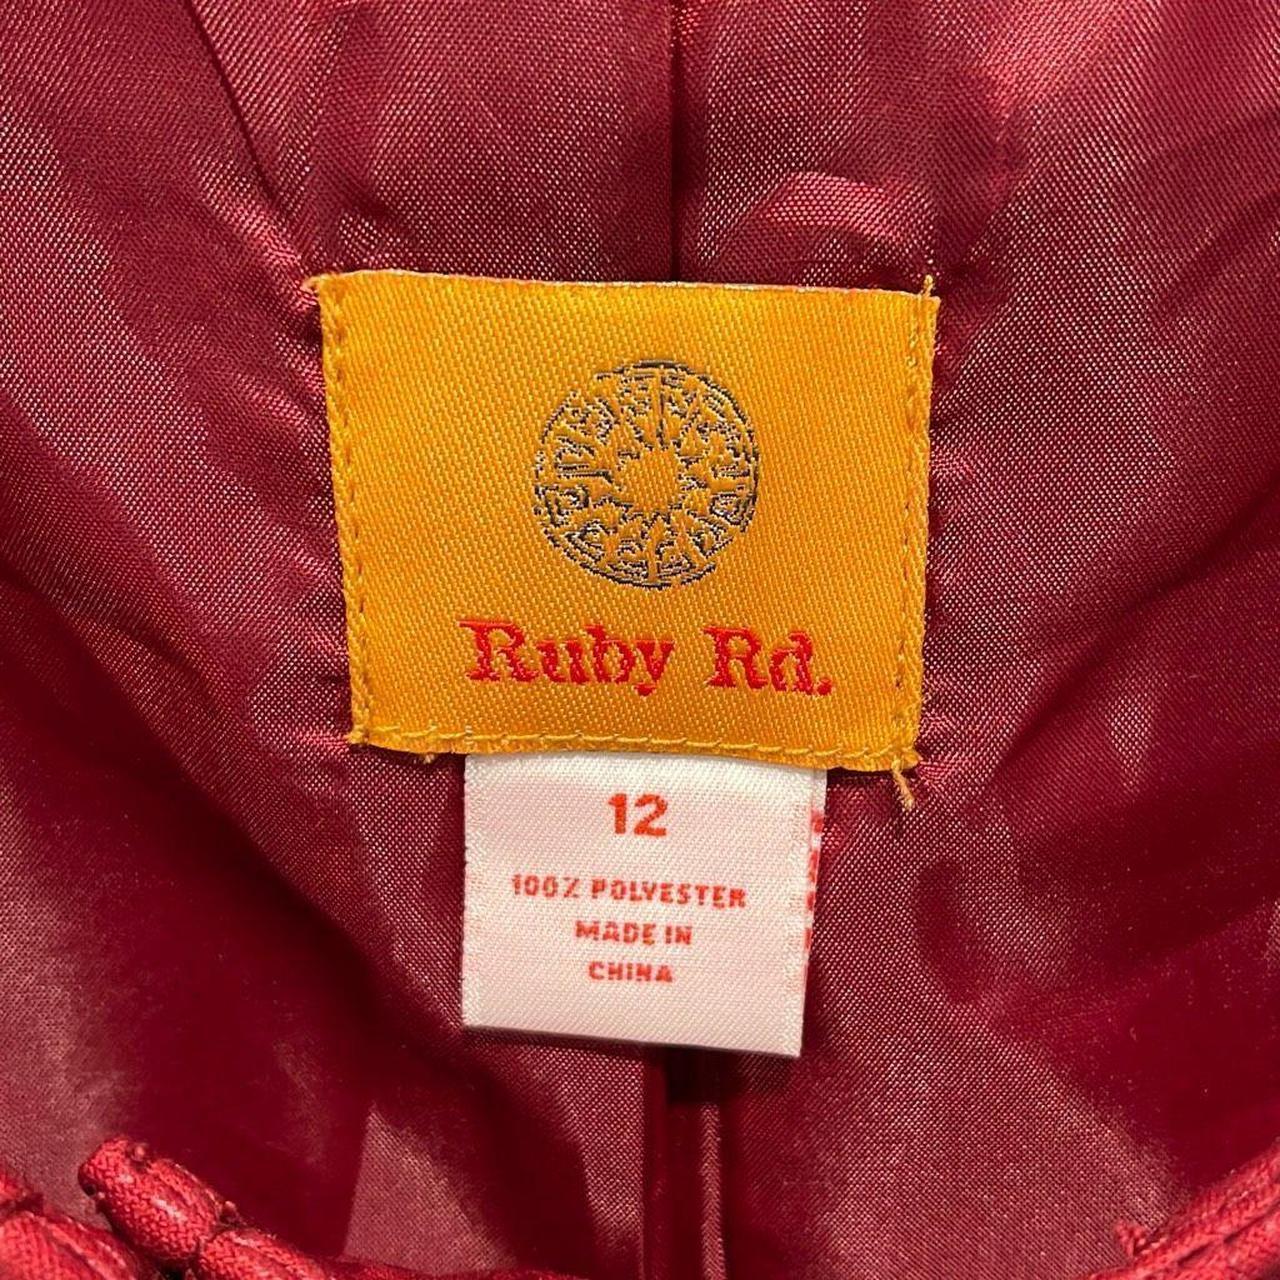 Ruby Rd.
12
100% POLYESTER
MADE IN
CHINA